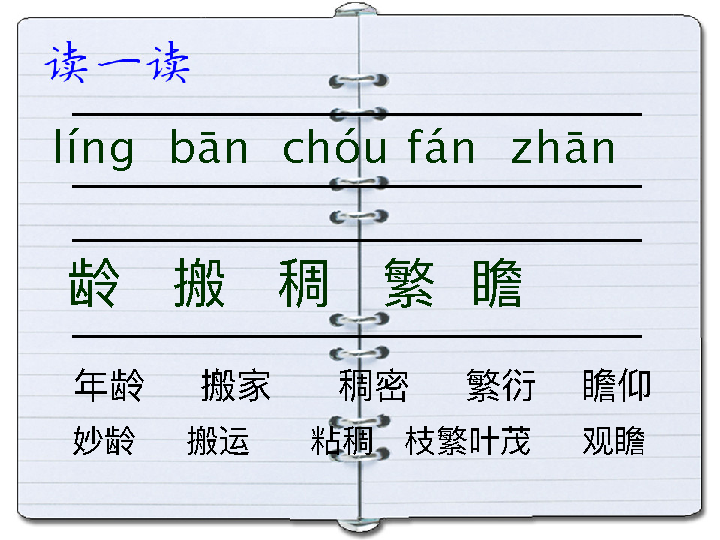 读一读
líng bān chóu fán zhān
龄 搬 稠 繁 瞻
年龄 搬家 稠密 繁衍 瞻仰
妙龄 搬运 粘稠 枝繁叶茂 观瞻